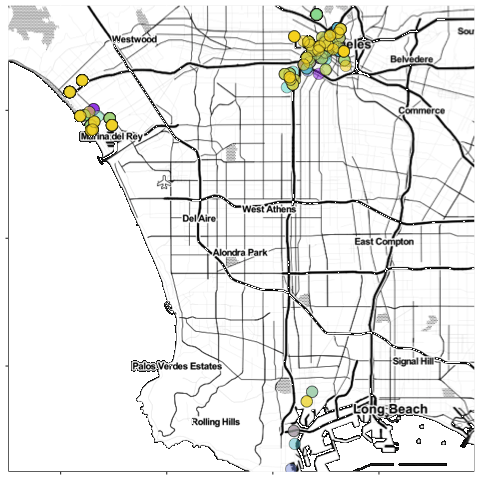 Westwood
eles
Belvedere
Sou
Commerce
Marina del Rey
West Athens
Del Aire
East Compton
Alondra Park
Palos Verdes Estates
Signal Hill
Long Beach
Rolling Hills